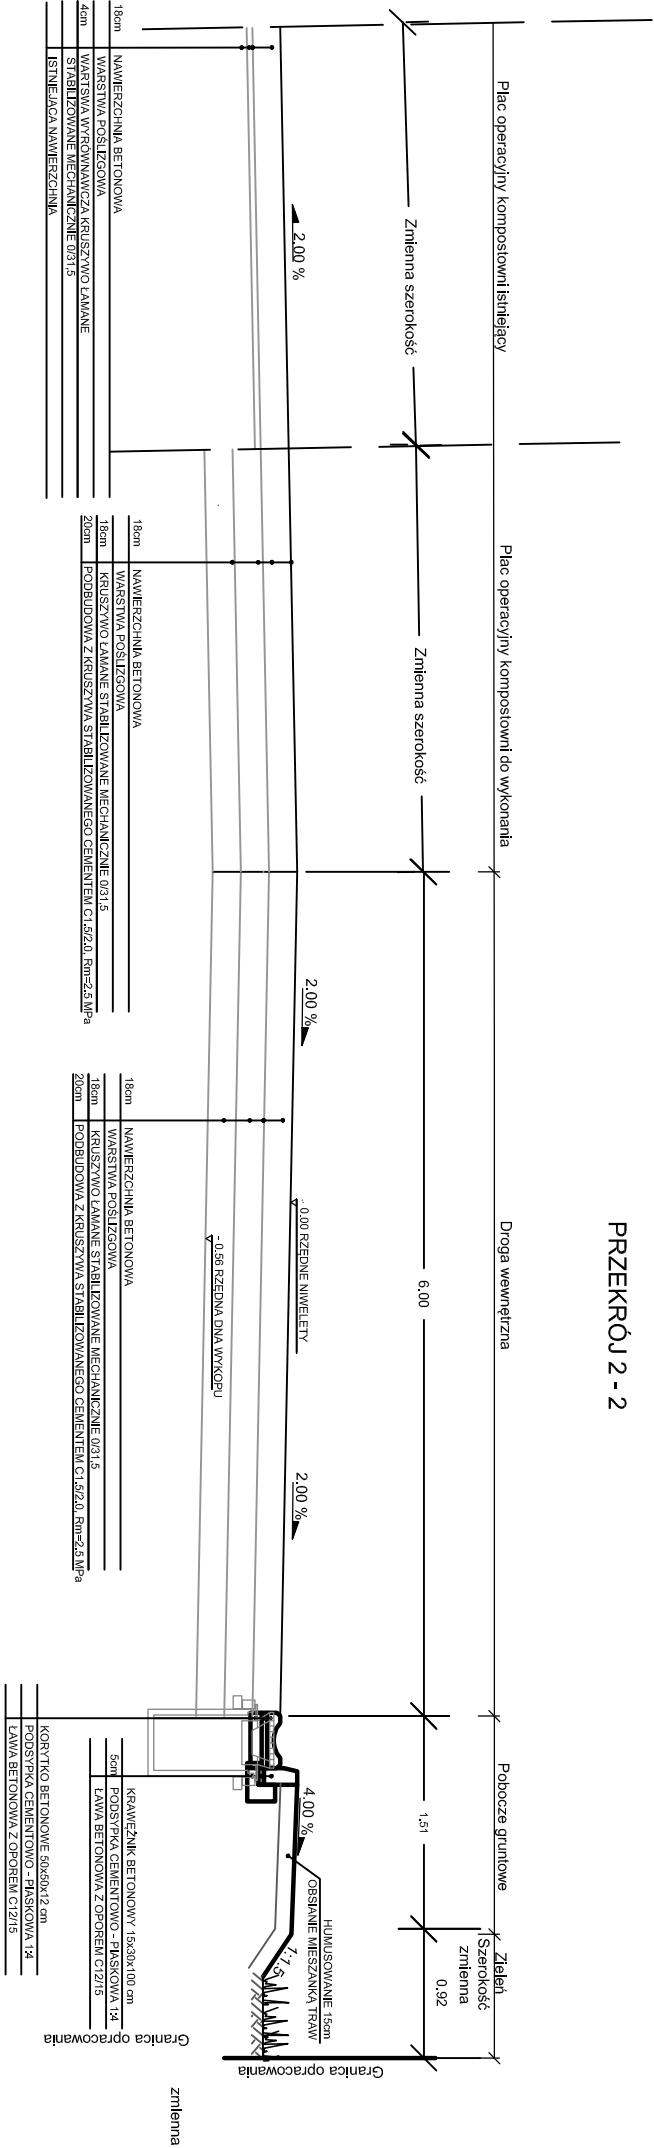 PRZEKRÓJ 2 - 2
Plac operacyjny kompostowni istniejący
Plac operacyjny kompostowni do wykonania
Droga wewnętrzna
Pobocze gruntowe
Zieleń
Szerokość
zmienna
0.92
Zmienna szerokość
Zmienna szerokość
6.00
1.51
2.00 %
2.00 %
2.00 %
4.00 %
- 0.00 RZĘDNE NIWELETY
- 0.56 RZĘDNA DNA WYKOPU
HUMUSOWANIE 15cm
OBSIANIE MIESZANKĄ TRAW
1:1.5
Granica opracowania
18cm NAWIERZCHNIA BETONOWA
WARSTWA POŚLIZGOWA
4cm WARTSWA WYRÓWNAWCZA KRUSZYWO ŁAMANE
STABILIZOWANE MECHANICZNIE 0/31,5
ISTNIEJĄCA NAWIERZCHNIA
18cm NAWIERZCHNIA BETONOWA
WARSTWA POŚLIZGOWA
18cm KRUSZYWO ŁAMANE STABILIZOWANE MECHANICZNIE 0/31,5
20cm PODBUDOWA Z KRUSZYWA STABILIZOWANEGO CEMENTEM C1.5/2.0, Rm=2.5 MPa
18cm NAWIERZCHNIA BETONOWA
WARSTWA POŚLIZGOWA
18cm KRUSZYWO ŁAMANE STABILIZOWANE MECHANICZNIE 0/31,5
20cm PODBUDOWA Z KRUSZYWA STABILIZOWANEGO CEMENTEM C1.5/2.0, Rm=2.5 MPa
KRAWĘŻNIK BETONOWY 15x30x100 cm
5cm PODSYPKA CEMENTOWO - PIASKOWA 1:4
ŁAWA BETONOWA Z OPOREM C12/15
KORYTKO BETONOWE 50x50x12 cm
PODSYPKA CEMENTOWO - PIASKOWA 1:4
ŁAWA BETONOWA Z OPOREM C12/15
Granica opracowania
zmienna